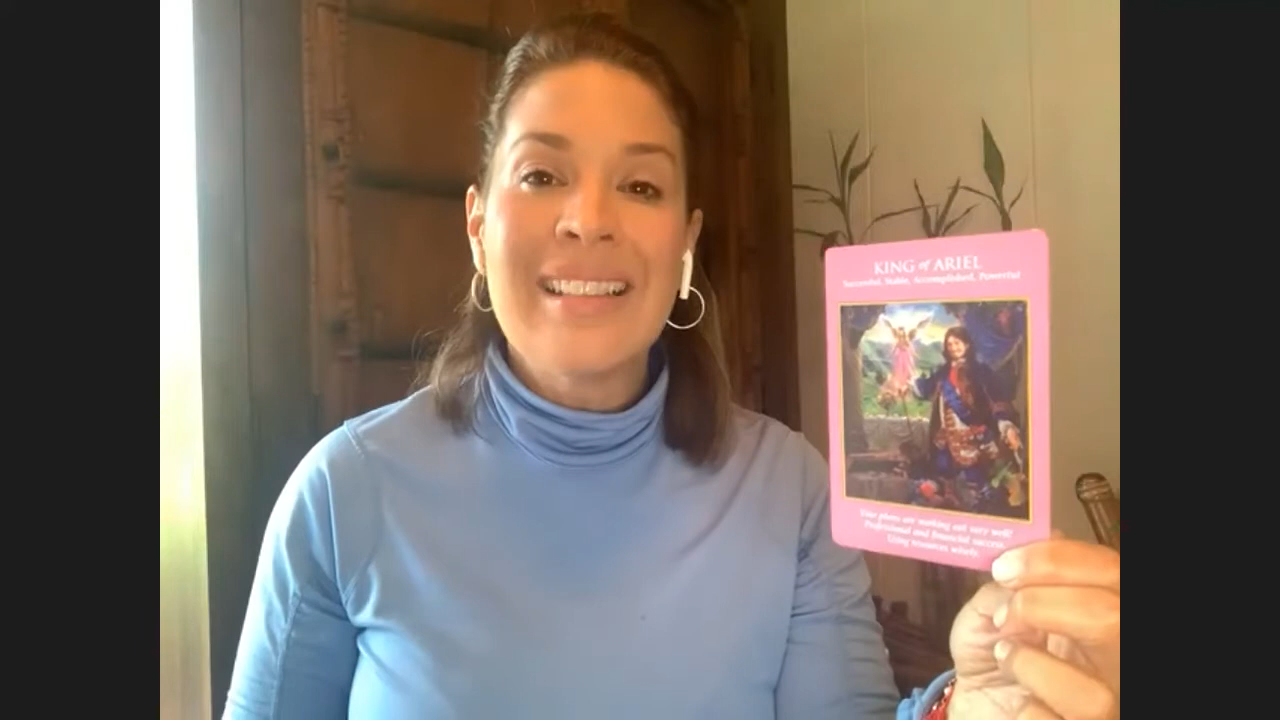 KING of ARIEL
Successful, Stable, Accomplished, Powerful
Your plans are working out very well!
Professional and financial success.
Using resources wisely.